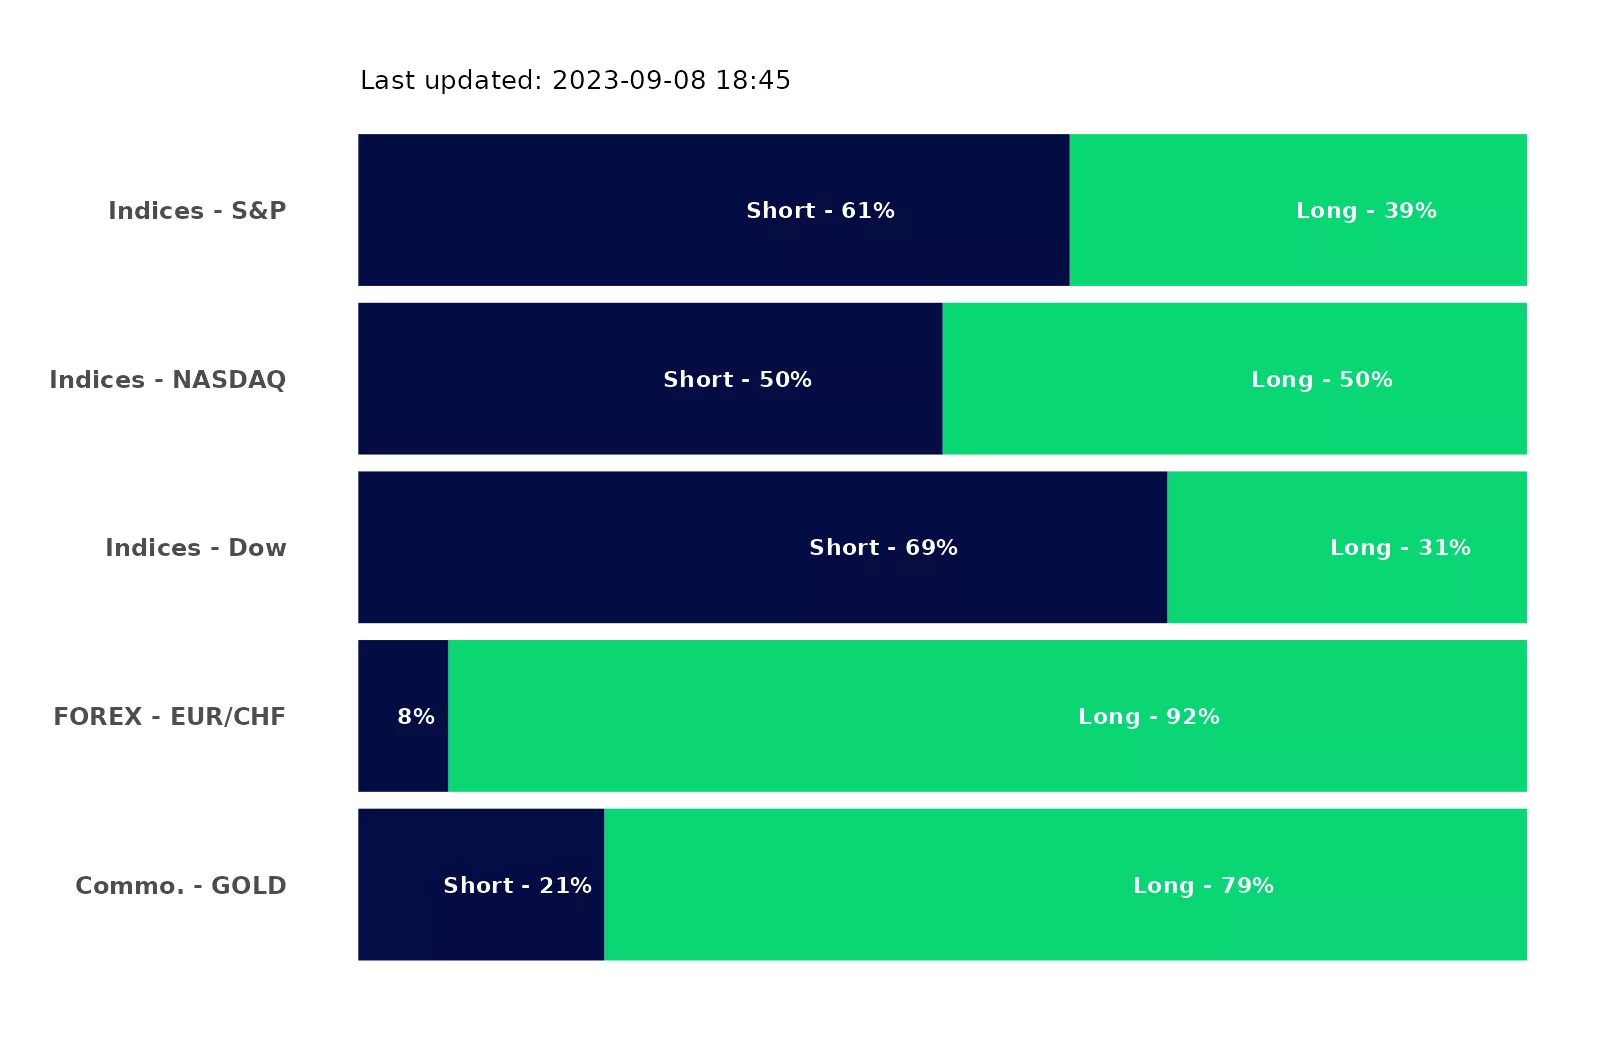 Last updated: 2023-09-08 18:45
Indices - S&P Short - 61% Long - 39%
Indices - NASDAQ Short - 50% Long - 50%
Indices - Dow Short - 69% Long - 31%
FOREX - EUR/CHF 8% Long - 92%
Commo. - GOLD Short - 21% Long - 79%